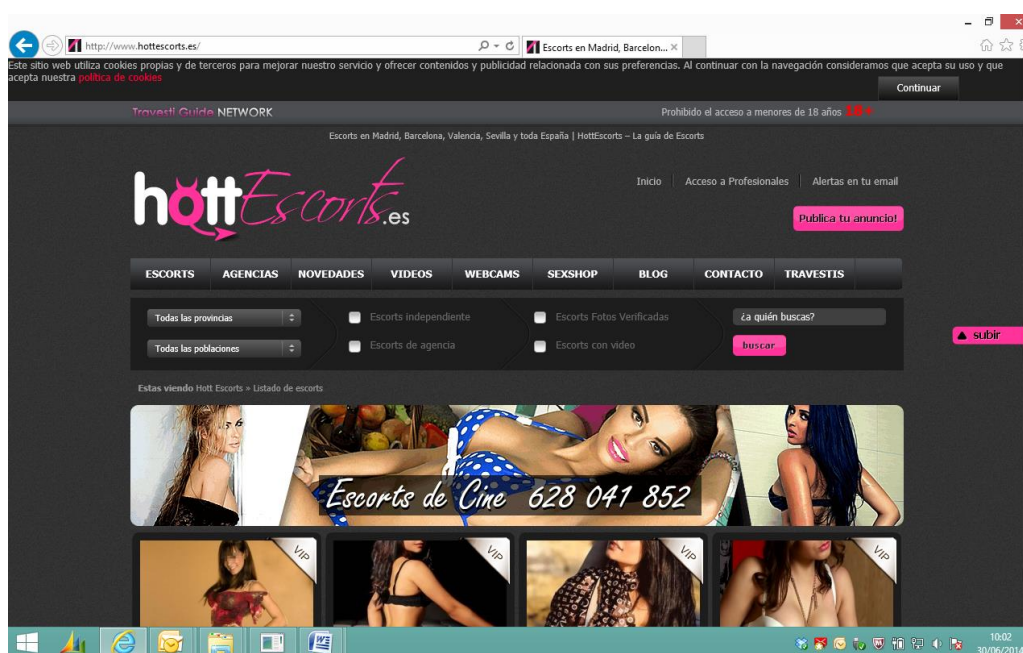 http://www.hottescorts.es/
Escorts en Madrid, Barcelon...
Este sitio web utiliza cookies propias y de terceros para mejorar nuestro servicio y ofrecer contenidos y publicidad relacionada con sus preferencias. Al continuar con la navegación consideramos que acepta su uso y que
acepta nuestra política de cookies
Continuar
Travesti Guide NETWORK
Prohibido el acceso a menores de 18 años 18+
Escorts en Madrid, Barcelona, Valencia, Sevilla y toda España | HottEscorts – La guía de Escorts
hottEscorts.es
Inicio Acceso a Profesionales Alertas en tu email
Publica tu anuncio!
ESCORTS AGENCIAS NOVEDADES VIDEOS WEBCAMS SEXSHOP BLOG CONTACTO TRAVESTIS
Todas las provincias Escorts independiente Escorts Fotos Verificadas ¿a quién buscas?
subir
Todas las poblaciones Escorts de agencia Escorts con video buscar
Estas viendo Hott Escorts » Listado de escorts
Escorts de Cine 628 041 852
VIP VIP VIP VIP
10:02
30/06/2014